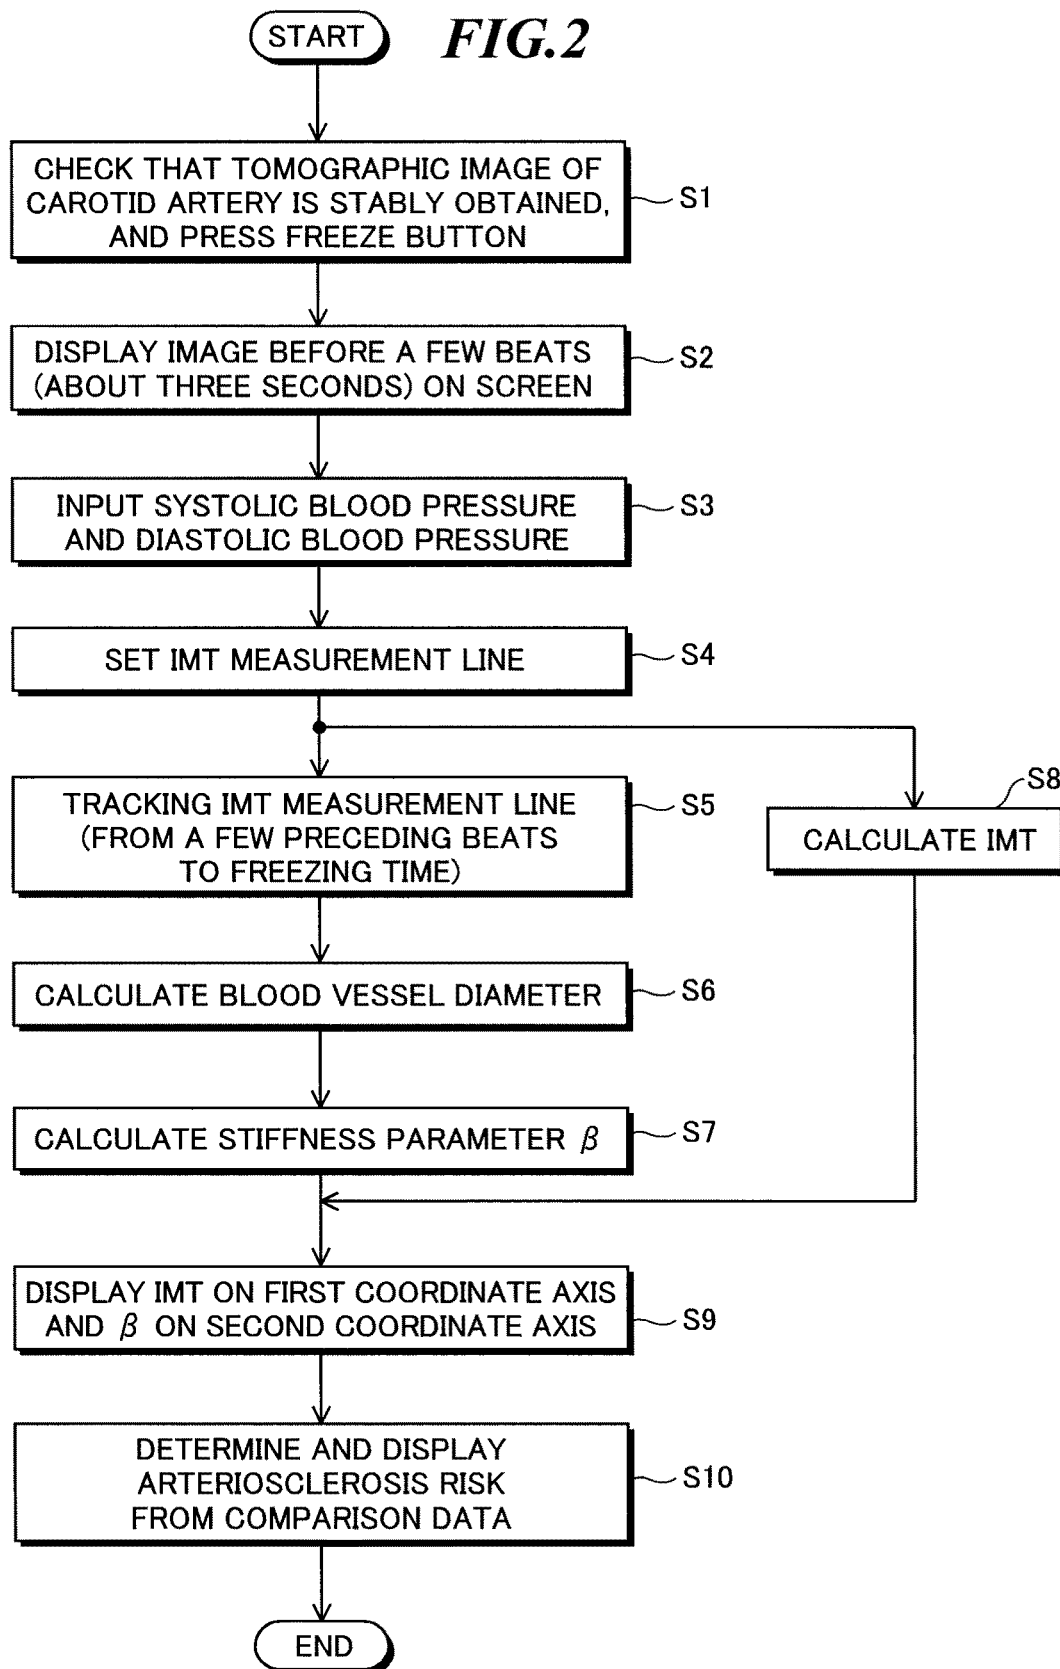 START
FIG.2
CHECK THAT TOMOGRAPHIC IMAGE OF
CAROTID ARTERY IS STABLY OBTAINED,
AND PRESS FREEZE BUTTON
S1
DISPLAY IMAGE BEFORE A FEW BEATS
(ABOUT THREE SECONDS) ON SCREEN
S2
INPUT SYSTOLIC BLOOD PRESSURE
AND DIASTOLIC BLOOD PRESSURE
S3
SET IMT MEASUREMENT LINE
S4
TRACKING IMT MEASUREMENT LINE
(FROM A FEW PRECEDING BEATS
TO FREEZING TIME)
S5
S8
CALCULATE IMT
CALCULATE BLOOD VESSEL DIAMETER
S6
CALCULATE STIFFNESS PARAMETER β
S7
DISPLAY IMT ON FIRST COORDINATE AXIS
AND β ON SECOND COORDINATE AXIS
S9
DETERMINE AND DISPLAY
ARTERIOSCLEROSIS RISK
FROM COMPARISON DATA
S10
END